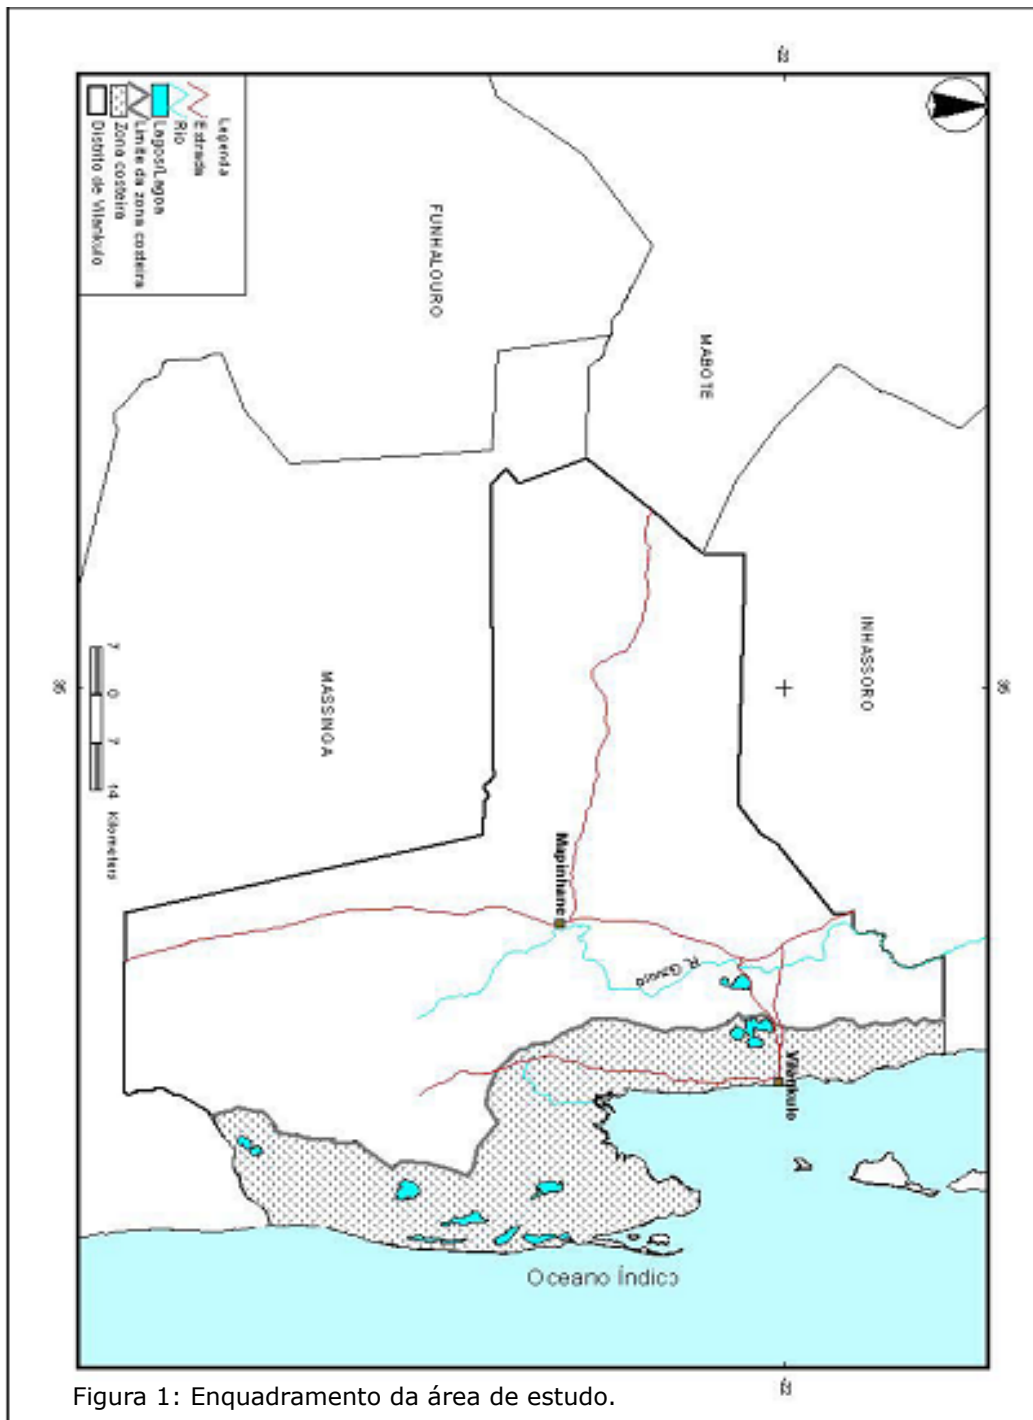 Legenda
Estrada
Rio
Lagos/Lagoa
Limite da zona costeira
Zona costeira
Distrito de Vilankulo
FUNHALOURO
MABOTE
INHASSORO
MASSINGA
Mapinhane
R. Govuro
Vilankulo
7 0 7 14 Kilometers
Oceano Índico
Figura 1: Enquadramento da área de estudo.